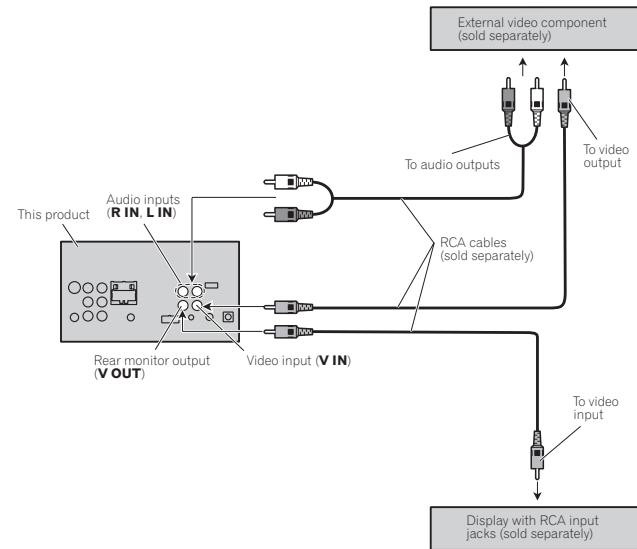 External video component
(sold separately)
To audio outputs
To video
output
Audio inputs
(R IN, L IN)
This product
RCA cables
(sold separately)
Rear monitor output
(V OUT)
Video input (V IN)
To video
input
Display with RCA input
jacks (sold separately)